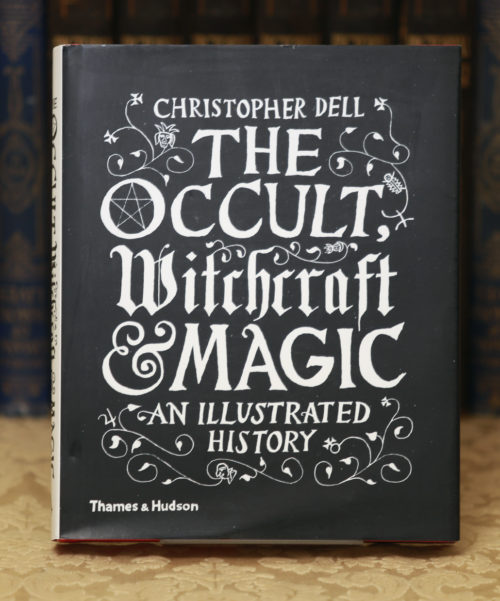 CHRISTOPHER DELL
THE
OCCULT,
Witchcraft
& MAGIC
AN ILLUSTRATED
HISTORY
Thames & Hudson